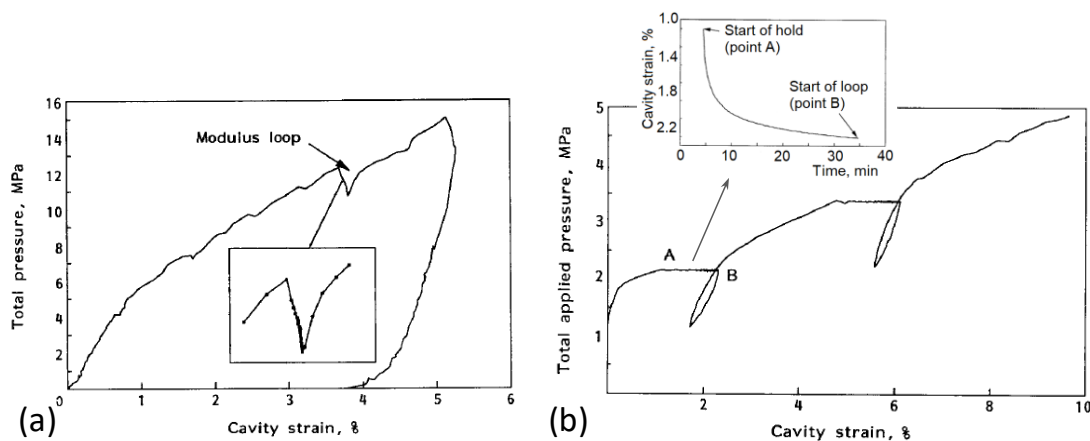 16
14
12
10
8
6
4
2
0
1
2
3
4
5
6
Total pressure, MPa
Cavity strain, %
Modulus loop
(a)
1.0
1.4
1.8
2.2
0
10
20
30
40
Cavity strain, %
Time, min
Start of hold
(point A)
Start of loop
(point B)
5
4
3
2
1
0
2
4
6
8
10
Total applied pressure, MPa
Cavity strain, %
A
B
(b)